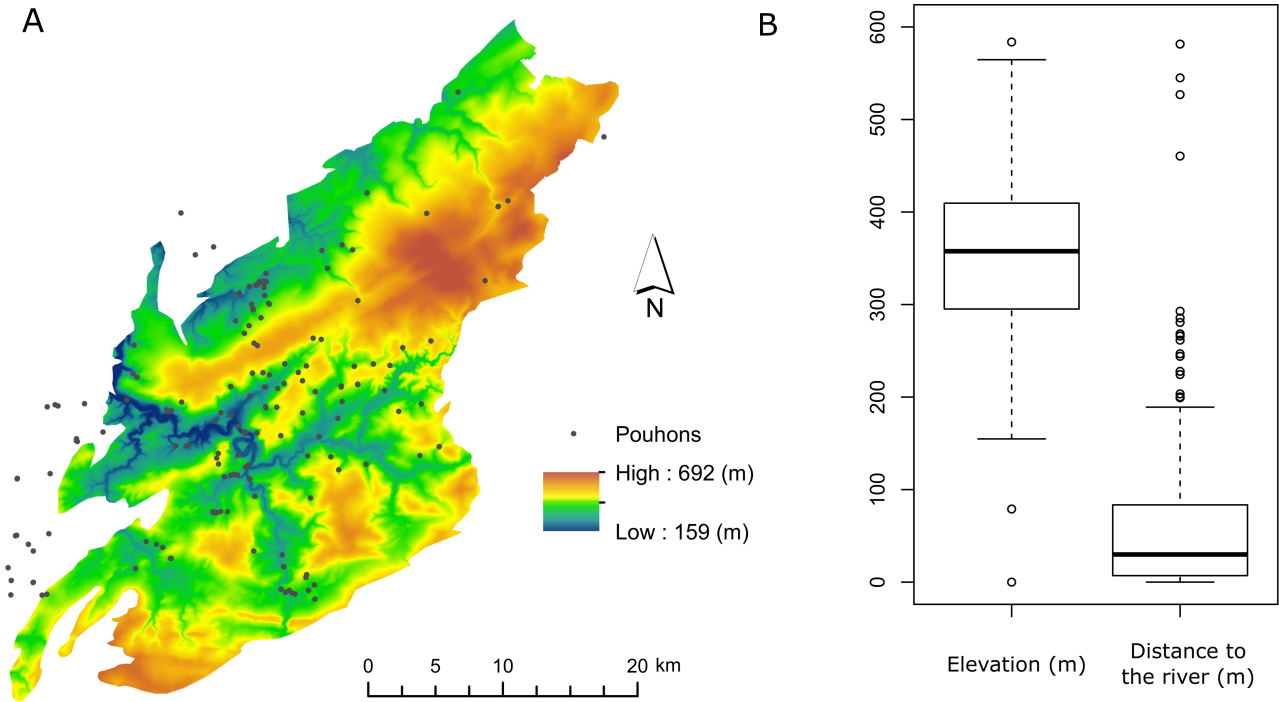 A
N
Pouhons
High : 692 (m)
Low : 159 (m)
0 5 10 20 km
B
600
500
400
300
200
100
0
Elevation (m)
Distance to
the river (m)